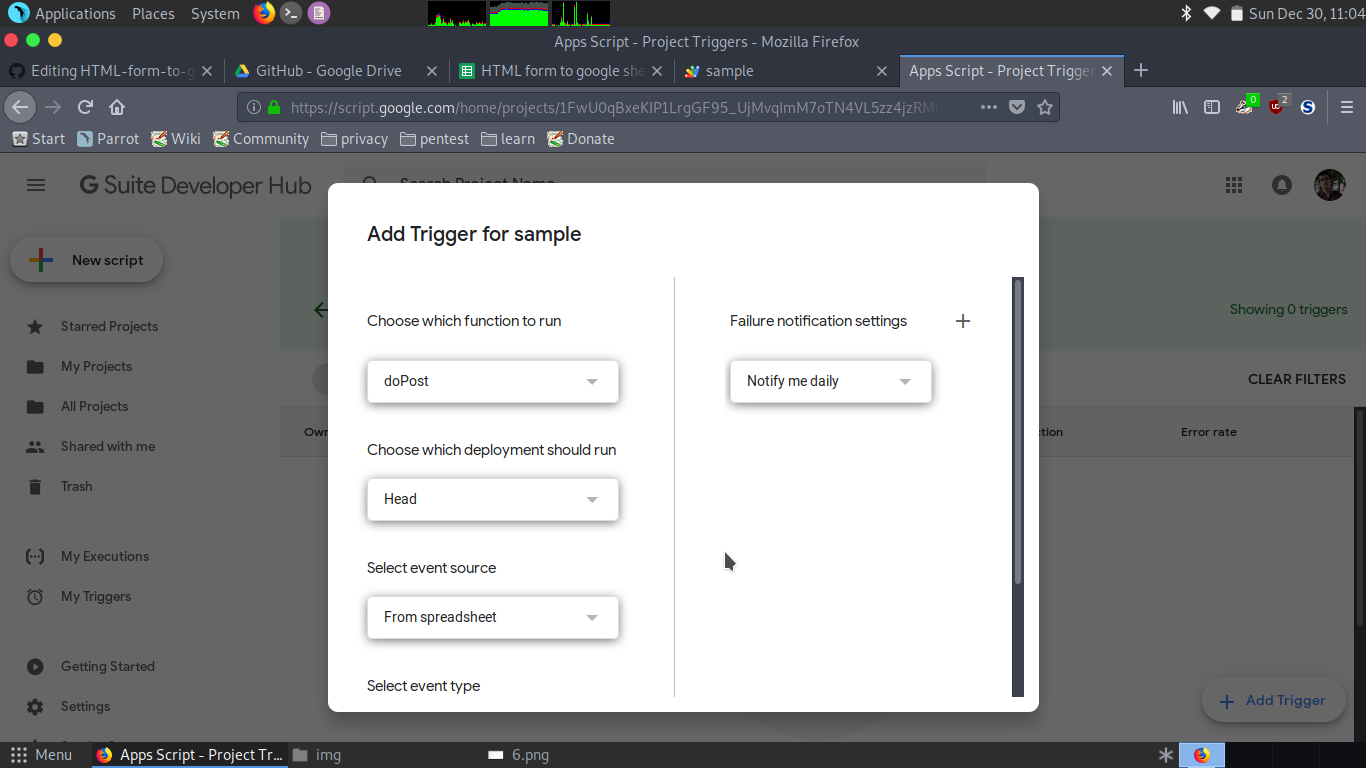 Applications Places System Sun Dec 30, 11:04
Apps Script - Project Triggers - Mozilla Firefox
Editing HTML-form-to-g GitHub - Google Drive HTML form to google she sample Apps Script - Project Trigge
https://script.google.com/home/projects/1FwU0qBxeKIP1LrgGF95_UjMvqlmM7oTN4VL5zz4jzRMu 0 2
Start Parrot Wiki Community privacy pentest learn Donate
G Suite Developer Hub Search Project Name
Add Trigger for sample
New script
Choose which function to run Failure notification settings
Showing 0 triggers
Starred Projects
My Projects
doPost Notify me daily CLEAR FILTERS
All Projects
Own ction Error rate
Shared with me
Choose which deployment should run
Trash
Head
My Executions
Select event source
My Triggers
From spreadsheet
Getting Started
Select event type
Settings Add Trigger
Menu Apps Script - Project Tr... img 6.png